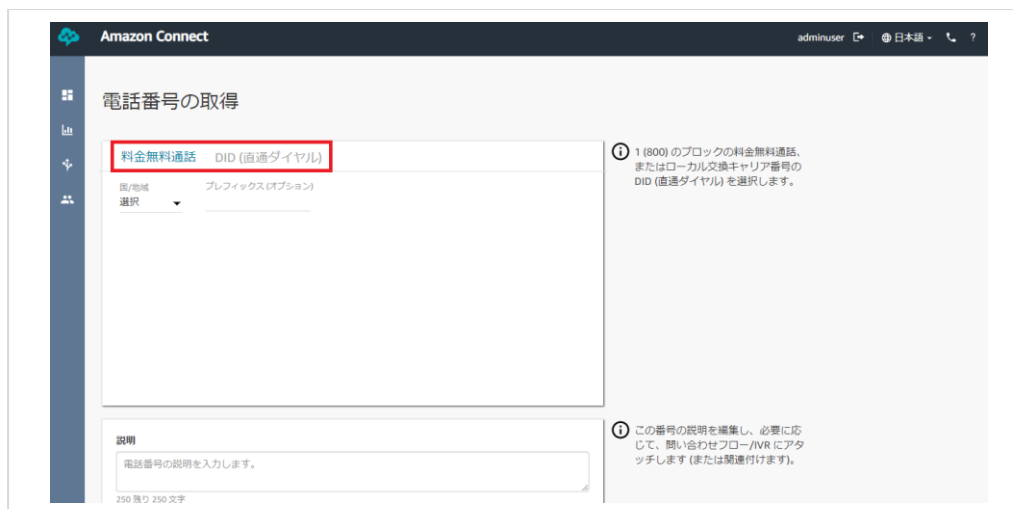 Amazon Connect
adminuser
日本語
?
電話番号の取得
料金無料通話 DID (直通ダイヤル)
国/地域 プレフィックス (オプション)
選択
1 (800) のブロックの料金無料通話、
またはローカル交換キャリア番号の
DID (直通ダイヤル) を選択します。
説明
電話番号の説明を入力します。
250 残り 250 文字
この番号の説明を編集し、必要に応
じて、問い合わせフロー/IVR にアタ
ッチします (または関連付けます)。